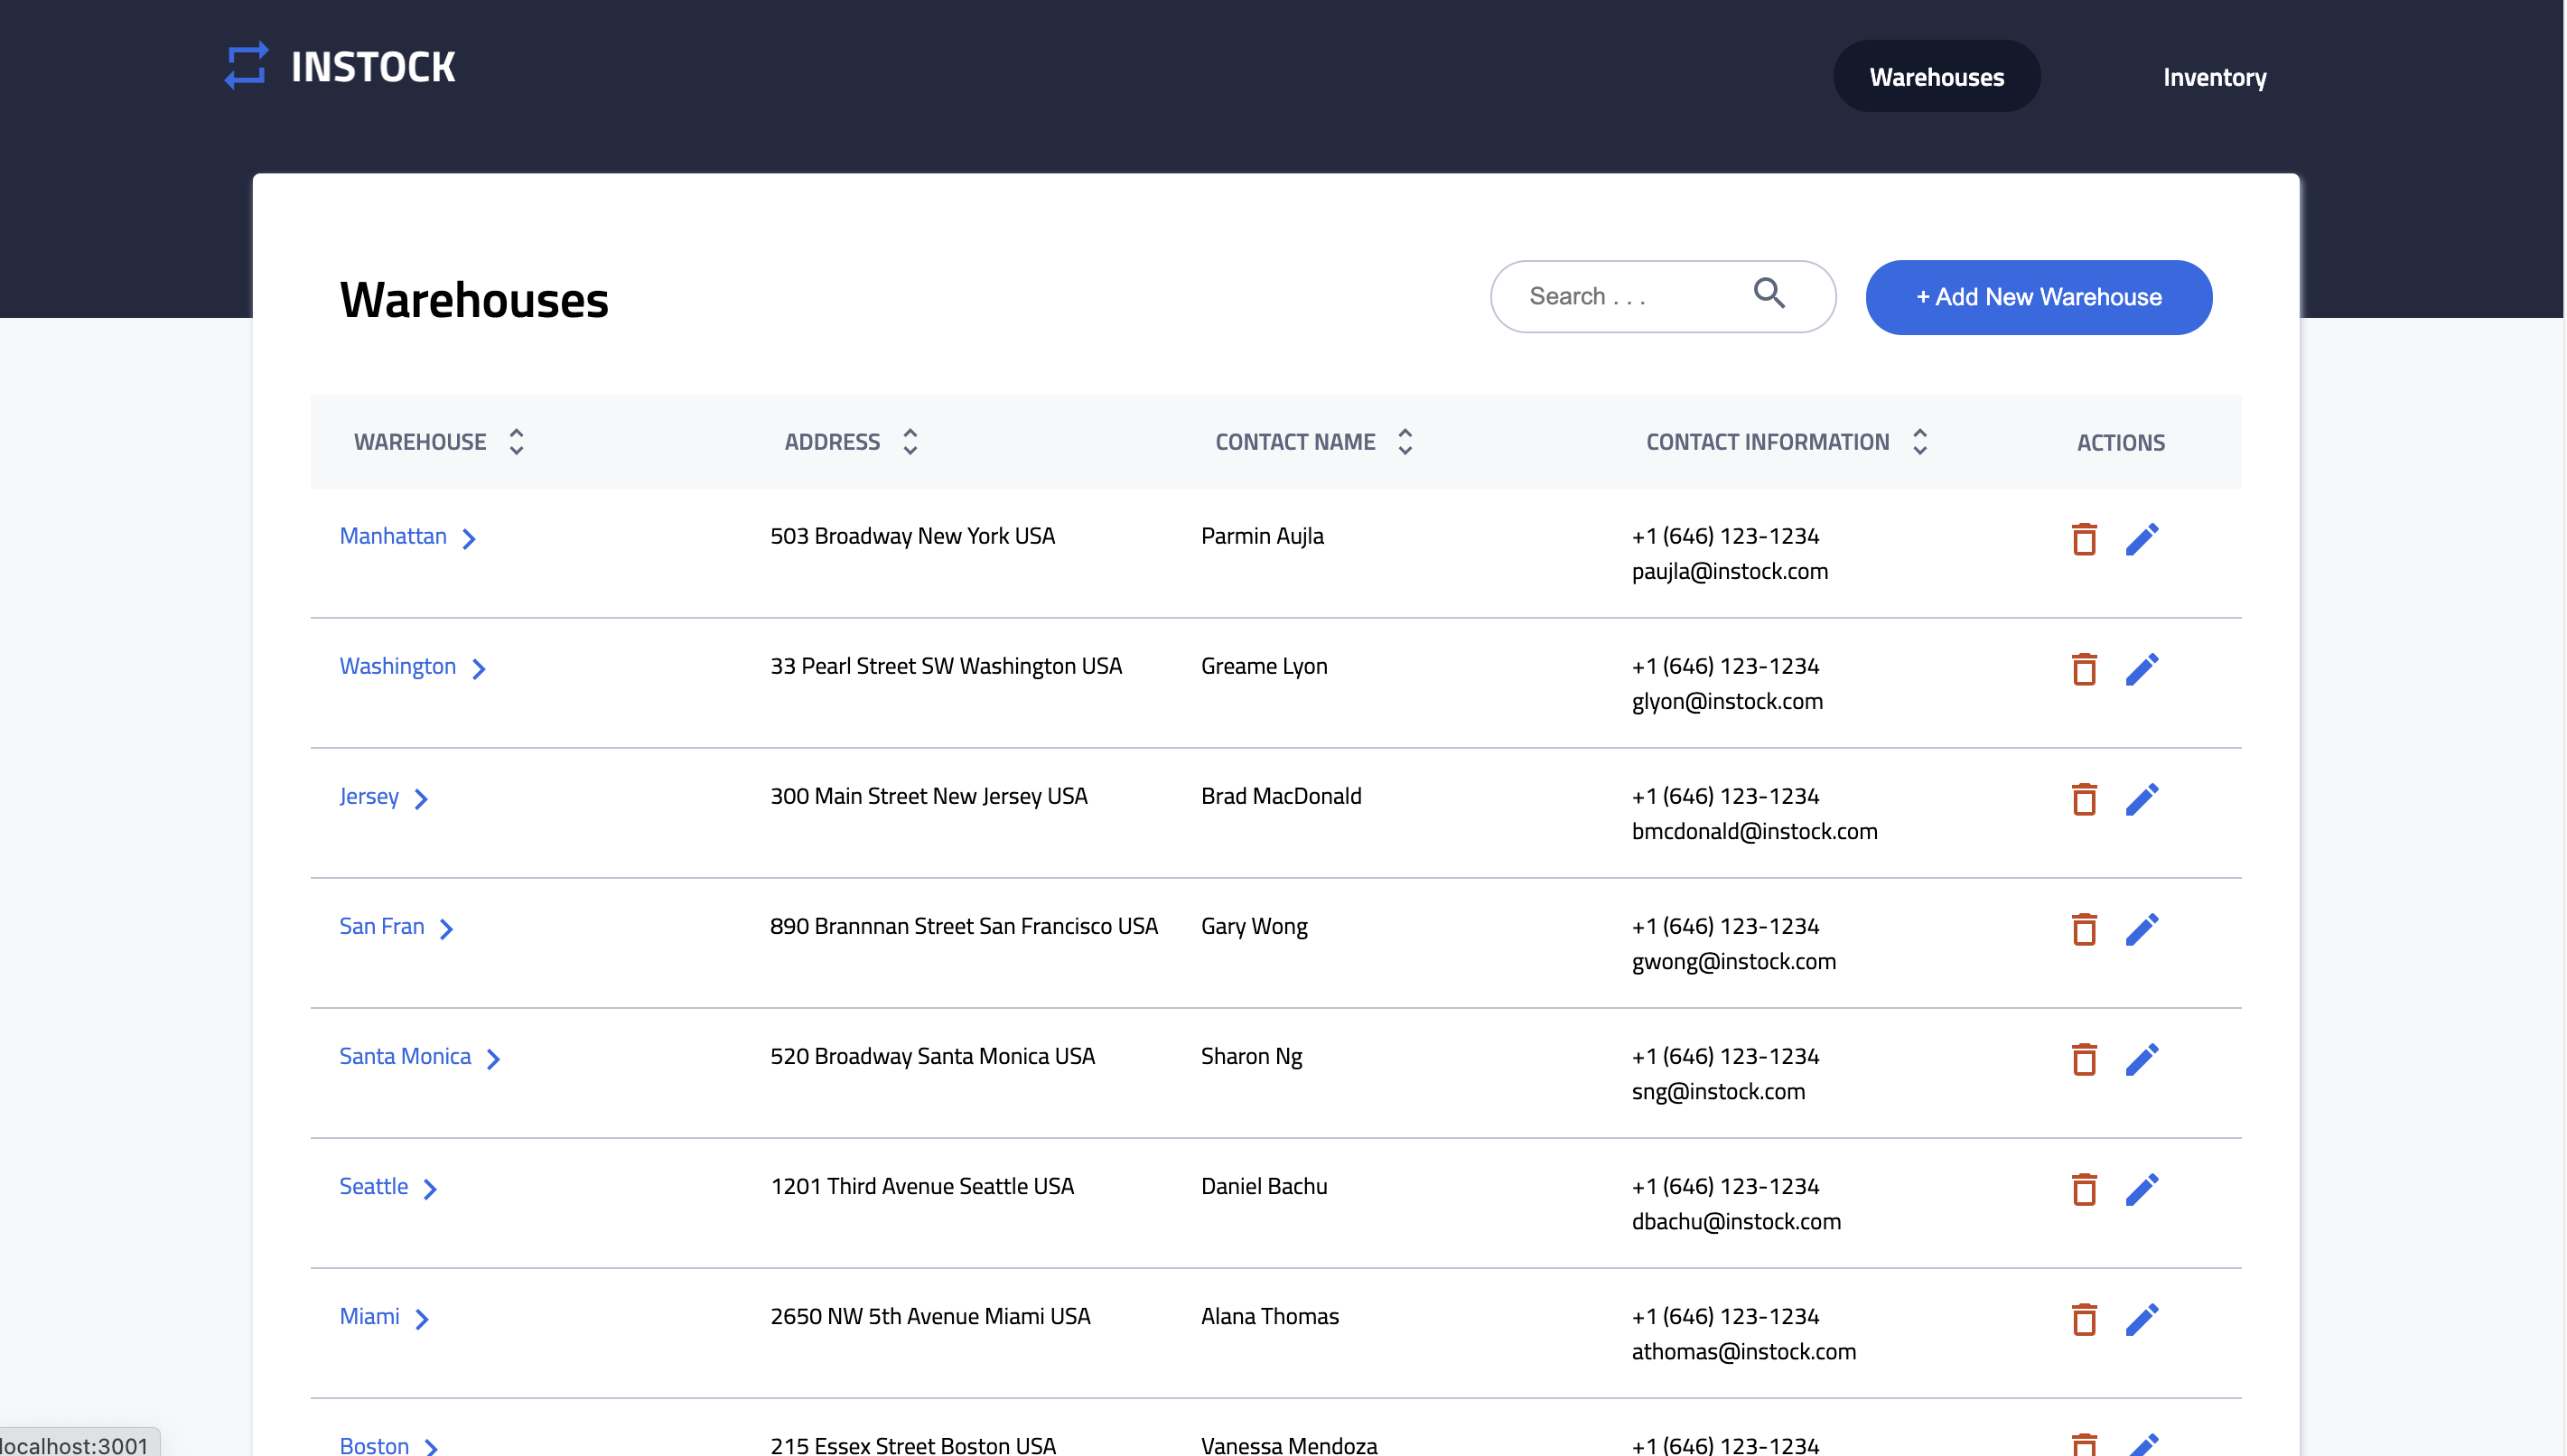 INSTOCK
Warehouses Inventory
Warehouses
Search . . .
+ Add New Warehouse
WAREHOUSE ADDRESS CONTACT NAME CONTACT INFORMATION ACTIONS
Manhattan 503 Broadway New York USA Parmin Aujla +1 (646) 123-1234
paujla@instock.com
Washington 33 Pearl Street SW Washington USA Greame Lyon +1 (646) 123-1234
glyon@instock.com
Jersey 300 Main Street New Jersey USA Brad MacDonald +1 (646) 123-1234
bmcdonald@instock.com
San Fran 890 Brannnan Street San Francisco USA Gary Wong +1 (646) 123-1234
gwong@instock.com
Santa Monica 520 Broadway Santa Monica USA Sharon Ng +1 (646) 123-1234
sng@instock.com
Seattle 1201 Third Avenue Seattle USA Daniel Bachu +1 (646) 123-1234
dbachu@instock.com
Miami 2650 NW 5th Avenue Miami USA Alana Thomas +1 (646) 123-1234
athomas@instock.com
Boston 215 Essex Street Boston USA Vanessa Mendoza +1 (646) 123-1234
localhost:3001